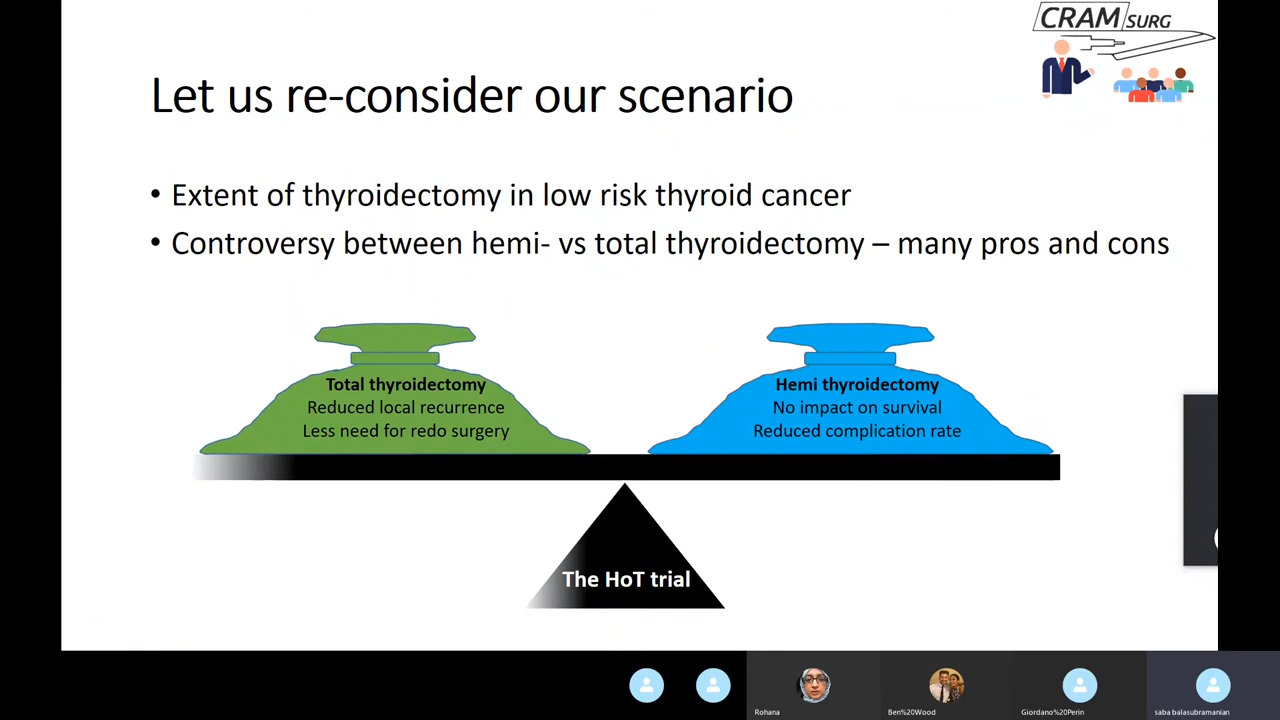 CRAM SURG
Let us re-consider our scenario
• Extent of thyroidectomy in low risk thyroid cancer
• Controversy between hemi- vs total thyroidectomy – many pros and cons
Total thyroidectomy
Reduced local recurrence
Less need for redo surgery
Hemi thyroidectomy
No impact on survival
Reduced complication rate
The HoT trial
Rohana
Ben%20Wood
Giordano%20Perin
saba balasubramanian